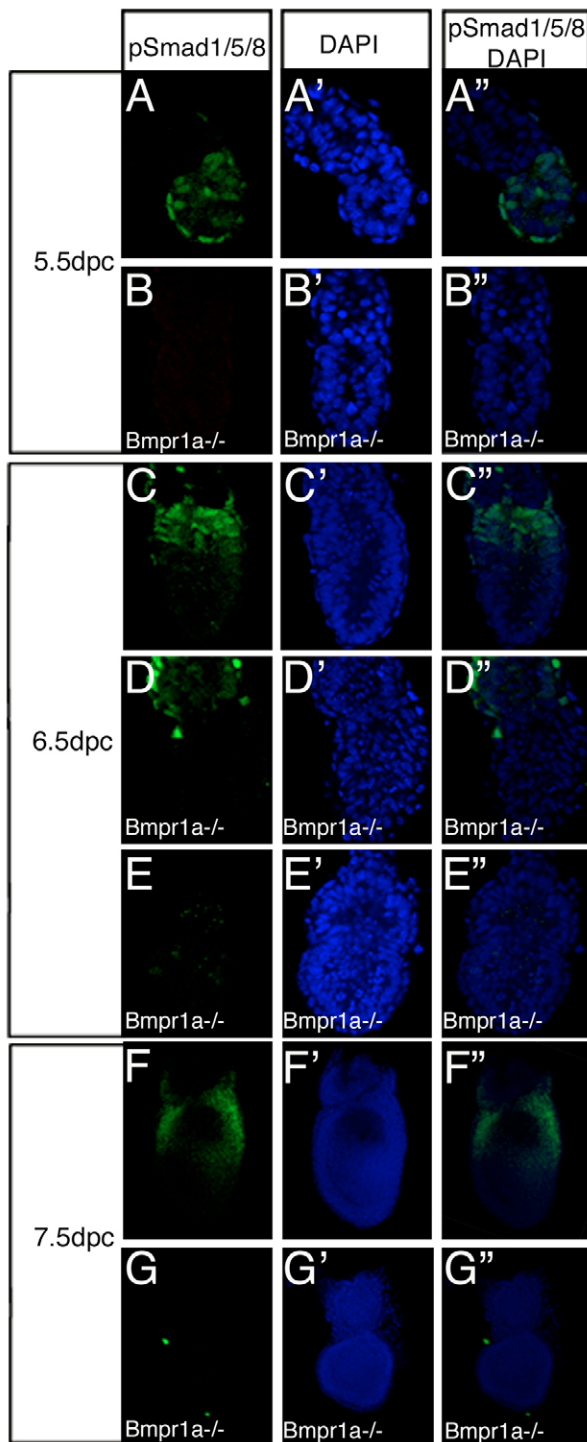 pSmad1/5/8
DAPI
pSmad1/5/8
DAPI
5.5dpc
A
A'
A"
B
B'
B"
Bmpr1a-/-
Bmpr1a-/-
Bmpr1a-/-
6.5dpc
C
C'
C"
D
D'
D"
Bmpr1a-/-
Bmpr1a-/-
Bmpr1a-/-
E
E'
E"
Bmpr1a-/-
Bmpr1a-/-
Bmpr1a-/-
7.5dpc
F
F'
F"
G
G'
G"
Bmpr1a-/-
Bmpr1a-/-
Bmpr1a-/-